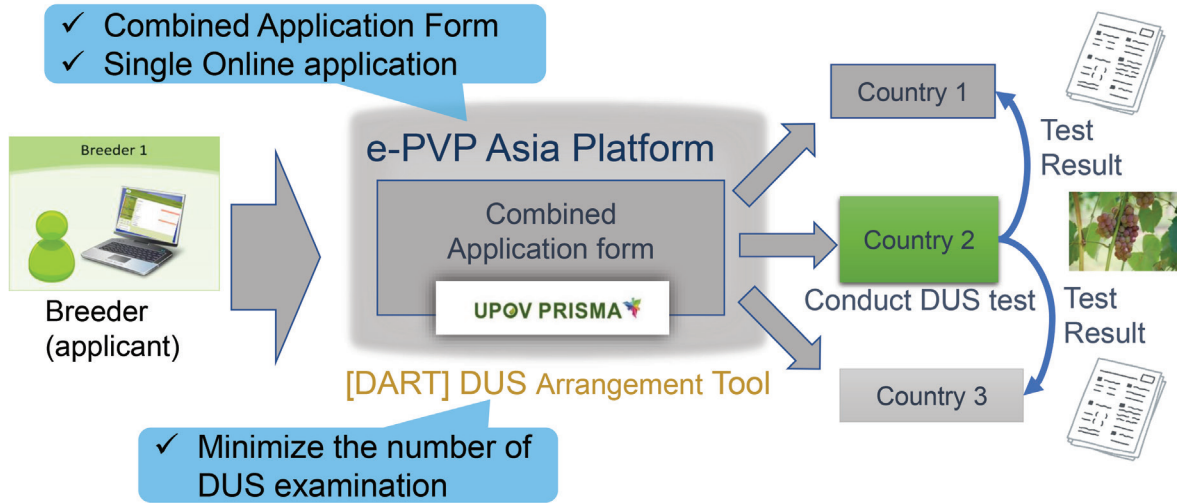 ✓ Combined Application Form
✓ Single Online application
Breeder 1
Breeder
(applicant)
e-PVP Asia Platform
Combined
Application form
UPOV PRISMA
[DART] DUS Arrangement Tool
✓ Minimize the number of
DUS examination
Country 1
Test
Result
Country 2
Conduct DUS test
Test
Result
Country 3